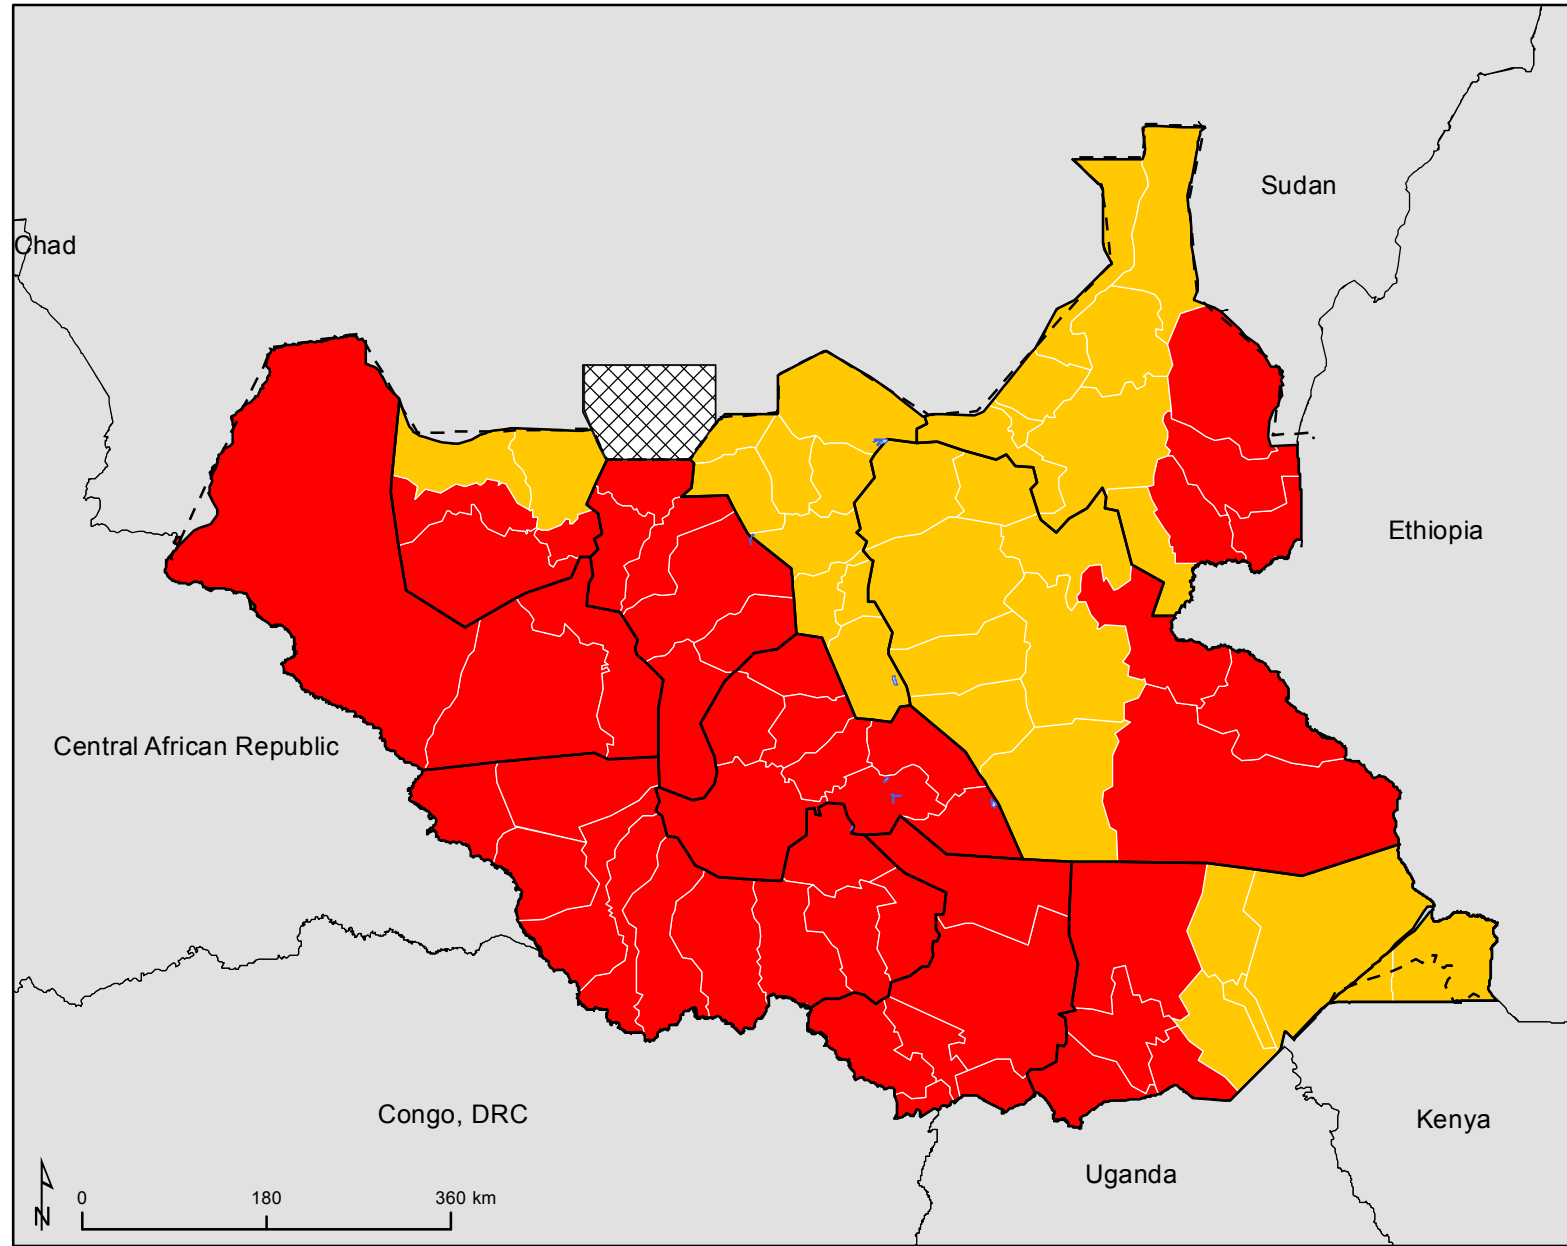 Sudan
Chad
Ethiopia
Central African Republic
Congo, DRC
Kenya
Uganda
N
0 180 360 km